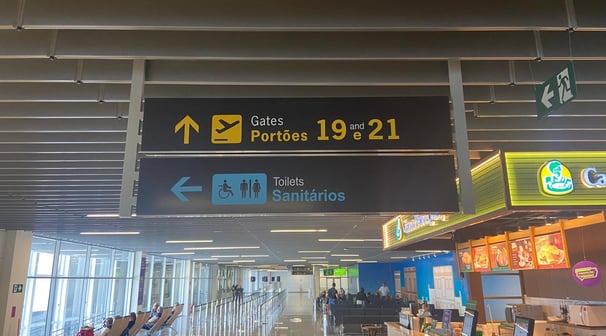 Gates
Portões 19 and e 21
Toilets
Sanitários